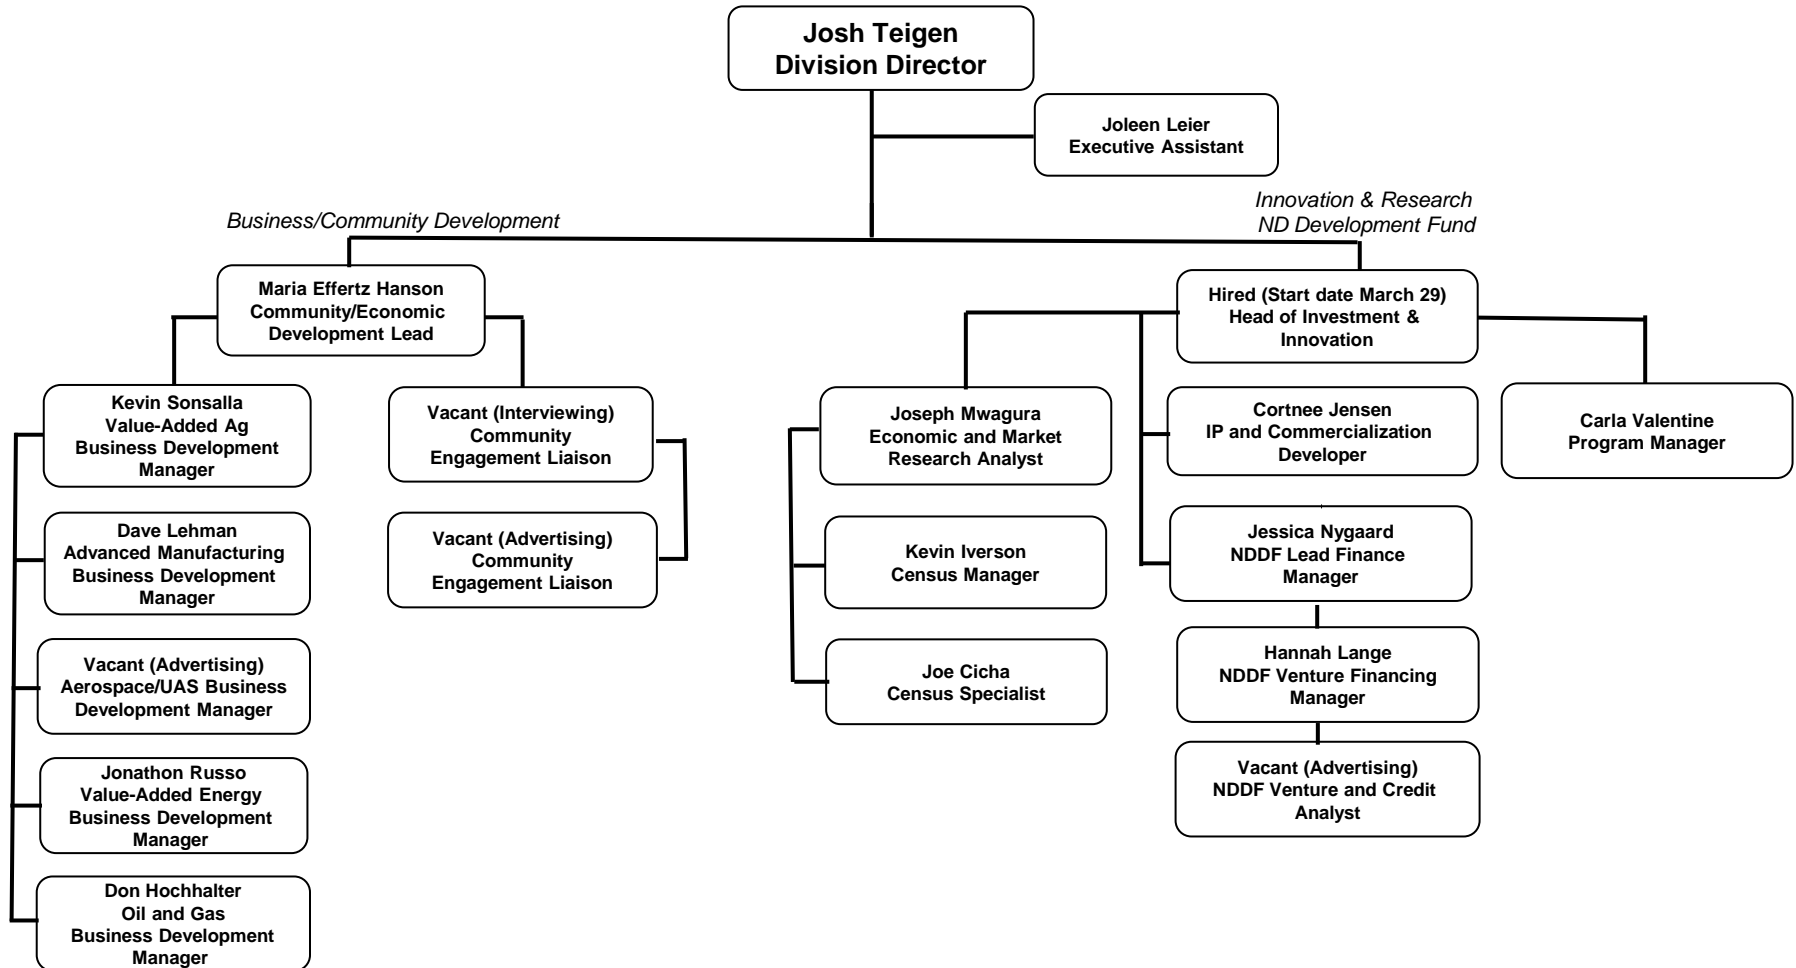 Josh Teigen
Division Director
Joleen Leier
Executive Assistant
Business/Community Development
Innovation & Research
ND Development Fund
Maria Effertz Hanson
Community/Economic
Development Lead
Hired (Start date March 29)
Head of Investment &
Innovation
Kevin Sonsalla
Value-Added Ag
Business Development
Manager
Vacant (Interviewing)
Community
Engagement Liaison
Joseph Mwagura
Economic and Market
Research Analyst
Cortnee Jensen
IP and Commercialization
Developer
Carla Valentine
Program Manager
Dave Lehman
Advanced Manufacturing
Business Development
Manager
Vacant (Advertising)
Community
Engagement Liaison
Kevin Iverson
Census Manager
Jessica Nygaard
NDDF Lead Finance
Manager
Vacant (Advertising)
Aerospace/UAS Business
Development Manager
Joe Cicha
Census Specialist
Hannah Lange
NDDF Venture Financing
Manager
Jonathon Russo
Value-Added Energy
Business Development
Manager
Vacant (Advertising)
NDDF Venture and Credit
Analyst
Don Hochhalter
Oil and Gas
Business Development
Manager